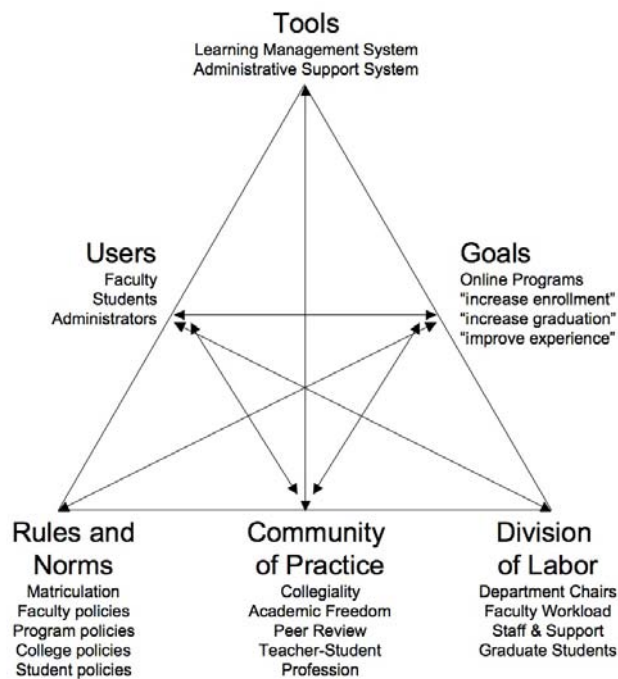 Tools
Learning Management System
Administrative Support System
Users
Faculty
Students
Administrators
Goals
Online Programs
"increase enrollment"
"increase graduation"
"improve experience"
Rules and
Norms
Matriculation
Faculty policies
Program policies
College policies
Student policies
Community
of Practice
Collegiality
Academic Freedom
Peer Review
Teacher-Student
Profession
Division
of Labor
Department Chairs
Faculty Workload
Staff & Support
Graduate Students